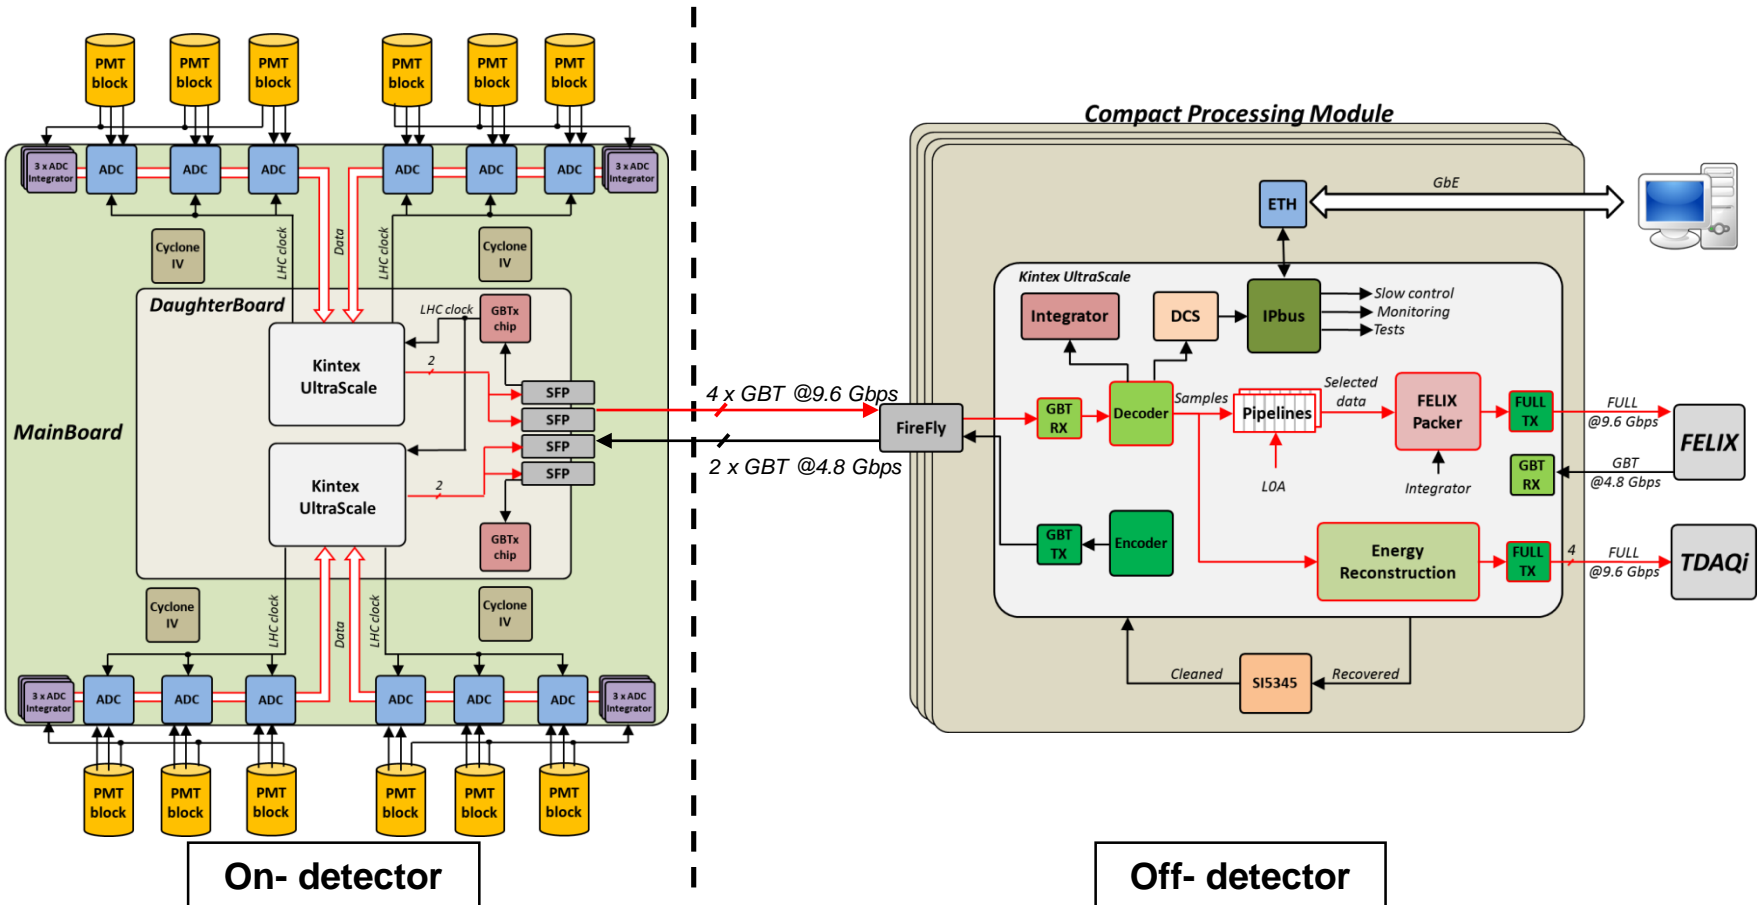 PMT
block
PMT
block
PMT
block
PMT
block
PMT
block
PMT
block
3 x ADC
Integrator
ADC
ADC
ADC
ADC
ADC
ADC
3 x ADC
Integrator
Cyclone
IV
LHC clock
Data
LHC clock
Cyclone
IV
DaughterBoard
LHC clock
GBTx
chip
Kintex
UltraScale
2
SFP
SFP
SFP
SFP
MainBoard
Kintex
UltraScale
2
GBTx
chip
Cyclone
IV
LHC clock
Data
LHC clock
Cyclone
IV
3 x ADC
Integrator
ADC
ADC
ADC
ADC
ADC
ADC
3 x ADC
Integrator
PMT
block
PMT
block
PMT
block
PMT
block
PMT
block
PMT
block
On- detector
4 x GBT @9.6 Gbps
2 x GBT @4.8 Gbps
Compact Processing Module
ETH
GbE
Kintex UltraScale
Integrator
DCS
IPbus
Slow control
Monitoring
Tests
FireFly
GBT
RX
Decoder
Samples
Pipelines
L0A
Selected
data
FELIX
Packer
Integrator
FULL
TX
FULL
@9.6 Gbps
FELIX
GBT
RX
GBT
@4.8 Gbps
GBT
TX
Encoder
Energy
Reconstruction
FULL
TX
4
FULL
@9.6 Gbps
TDAQi
Cleaned
SI5345
Recovered
Off- detector